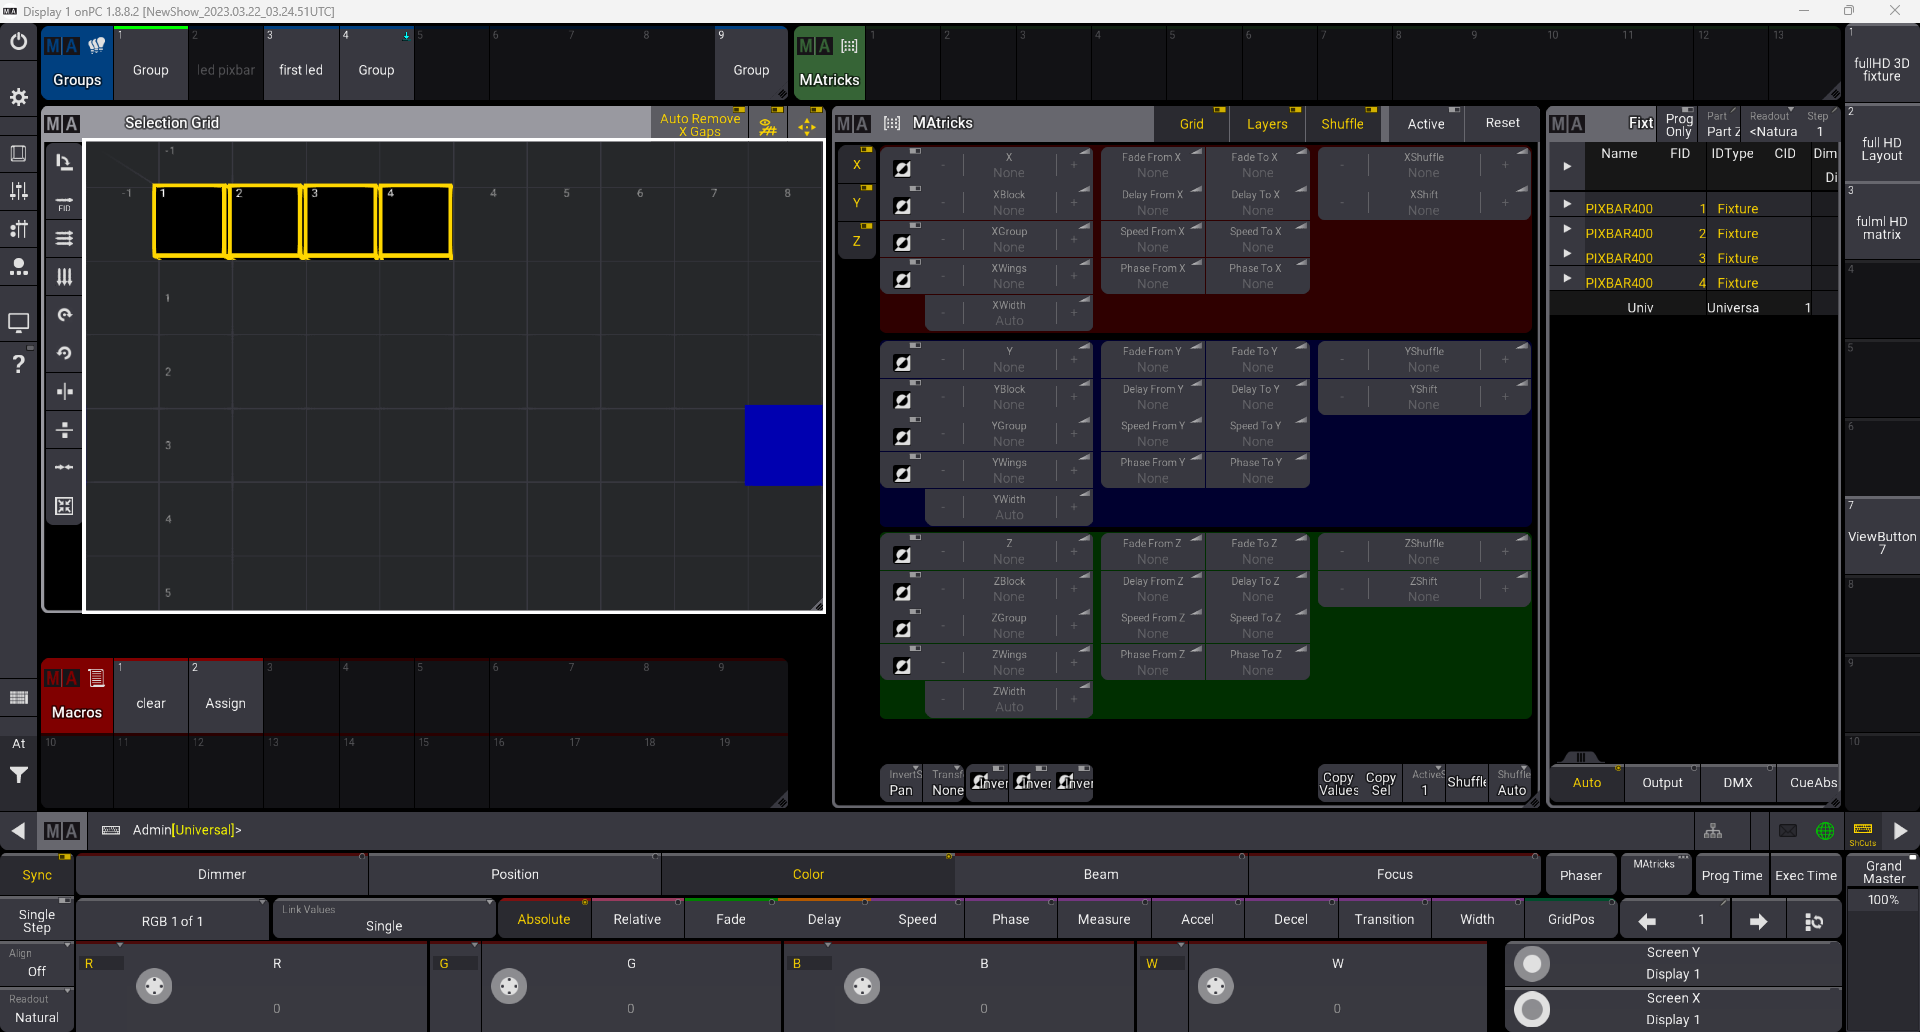 Display 1 onPC 1.8.8.2 [NewShow_2023.03.22_03.24.51UTC]
MA Groups
1 Group
2 led pixbar
3 first led
4 Group
5 6 7 8
9 Group
MA MAtricks
1 2 3 4 5 6 7 8 9 10 11 12 13
1 fullHD 3D fixture
2 full HD Layout
3 fulml HD matrix
4
5
6
7 ViewButton 7
8
9
10
MA Selection Grid
Auto Remove X Gaps
FID
-1
-1 1 2 3 4 4 5 6 7 8
1
2
3
4
5
MA MAtricks
Grid Layers Shuffle Active Reset
X
Y
Z
X None
Fade From X None
Fade To X None
XShuffle None
XBlock None
Delay From X None
Delay To X None
XShift None
XGroup None
Speed From X None
Speed To X None
XWings None
Phase From X None
Phase To X None
XWidth Auto
Y None
Fade From Y None
Fade To Y None
YShuffle None
YBlock None
Delay From Y None
Delay To Y None
YShift None
YGroup None
Speed From Y None
Speed To Y None
YWings None
Phase From Y None
Phase To Y None
YWidth Auto
Z None
Fade From Z None
Fade To Z None
ZShuffle None
ZBlock None
Delay From Z None
Delay To Z None
ZShift None
ZGroup None
Speed From Z None
Speed To Z None
ZWings None
Phase From Z None
Phase To Z None
ZWidth Auto
InvertS Pan
Transf None
Inver Inver Inver
Copy Values
Copy Sel
ActiveS 1
Shuffle
Shuffle Auto
MA Fixt
Prog Only
Part
Part Z
Readout
<Natura
Step
1
Name FID IDType CID Dim
Di
PIXBAR400 1 Fixture
PIXBAR400 2 Fixture
PIXBAR400 3 Fixture
PIXBAR400 4 Fixture
Univ Universa 1
Auto Output DMX CueAbs
MA Macros
1 clear
2 Assign
3 4 5 6 7 8 9
10 11 12 13 14 15 16 17 18 19
At
MA Admin[Universal]>
ShCuts
Sync
Dimmer Position Color Beam Focus
Phaser MAtricks Prog Time Exec Time
Grand Master
100%
Single Step
RGB 1 of 1
Link Values
Single
Absolute Relative Fade Delay Speed Phase Measure Accel Decel Transition Width GridPos
1
Align
Off
Readout
Natural
R R 0
G G 0
B B 0
W W 0
Screen Y
Display 1
Screen X
Display 1